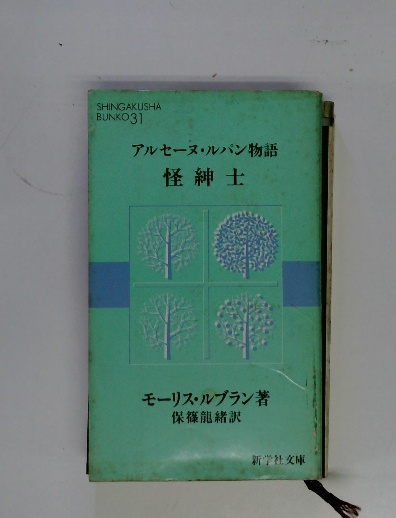 SHINGAKUSHA
BUNKO31
アルセーヌ・ルパン物語
怪紳士
モーリス・ルブラン著
保篠龍緒訳
新学社文庫